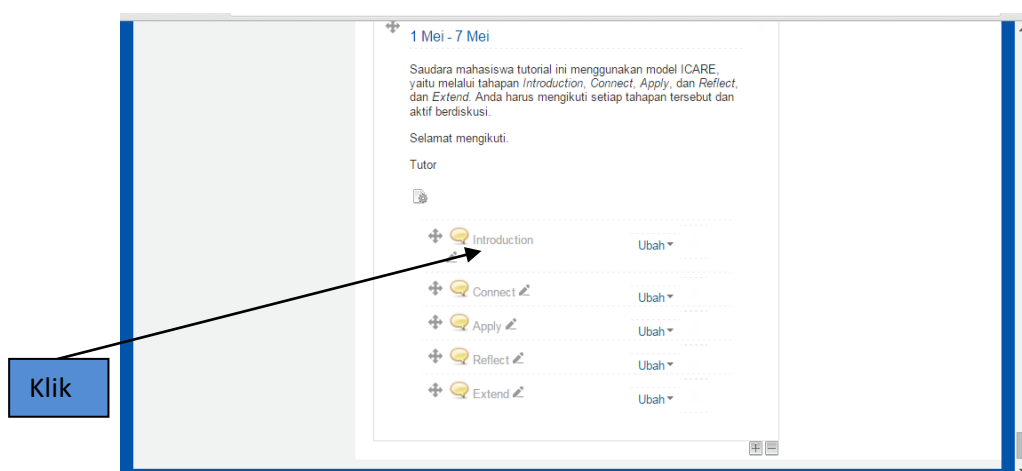 1 Mei - 7 Mei
Saudara mahasiswa tutorial ini menggunakan model ICARE,
yaitu melalui tahapan Introduction, Connect, Apply, dan Reflect,
dan Extend. Anda harus mengikuti setiap tahapan tersebut dan
aktif berdiskusi.
Selamat mengikuti.
Tutor
Introduction
Ubah
Connect
Ubah
Apply
Ubah
Reflect
Ubah
Extend
Ubah
Klik